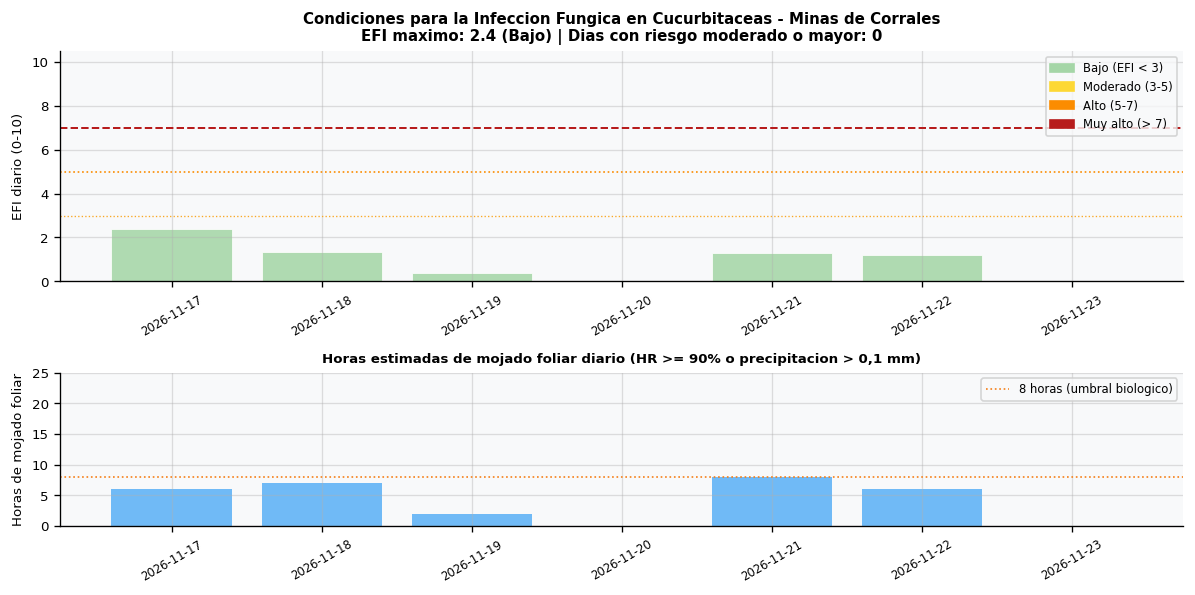 Condiciones para la Infeccion Fungica en Cucurbitaceas - Minas de Corrales
EFI maximo: 2.4 (Bajo) | Dias con riesgo moderado o mayor: 0
EFI diario (0-10)
10
8
6
4
2
0
Bajo (EFI < 3)
Moderado (3-5)
Alto (5-7)
Muy alto (> 7)
2026-11-17
2026-11-18
2026-11-19
2026-11-20
2026-11-21
2026-11-22
2026-11-23
Horas estimadas de mojado foliar diario (HR >= 90% o precipitacion > 0,1 mm)
Horas de mojado foliar
25
20
15
10
5
0
8 horas (umbral biologico)
2026-11-17
2026-11-18
2026-11-19
2026-11-20
2026-11-21
2026-11-22
2026-11-23